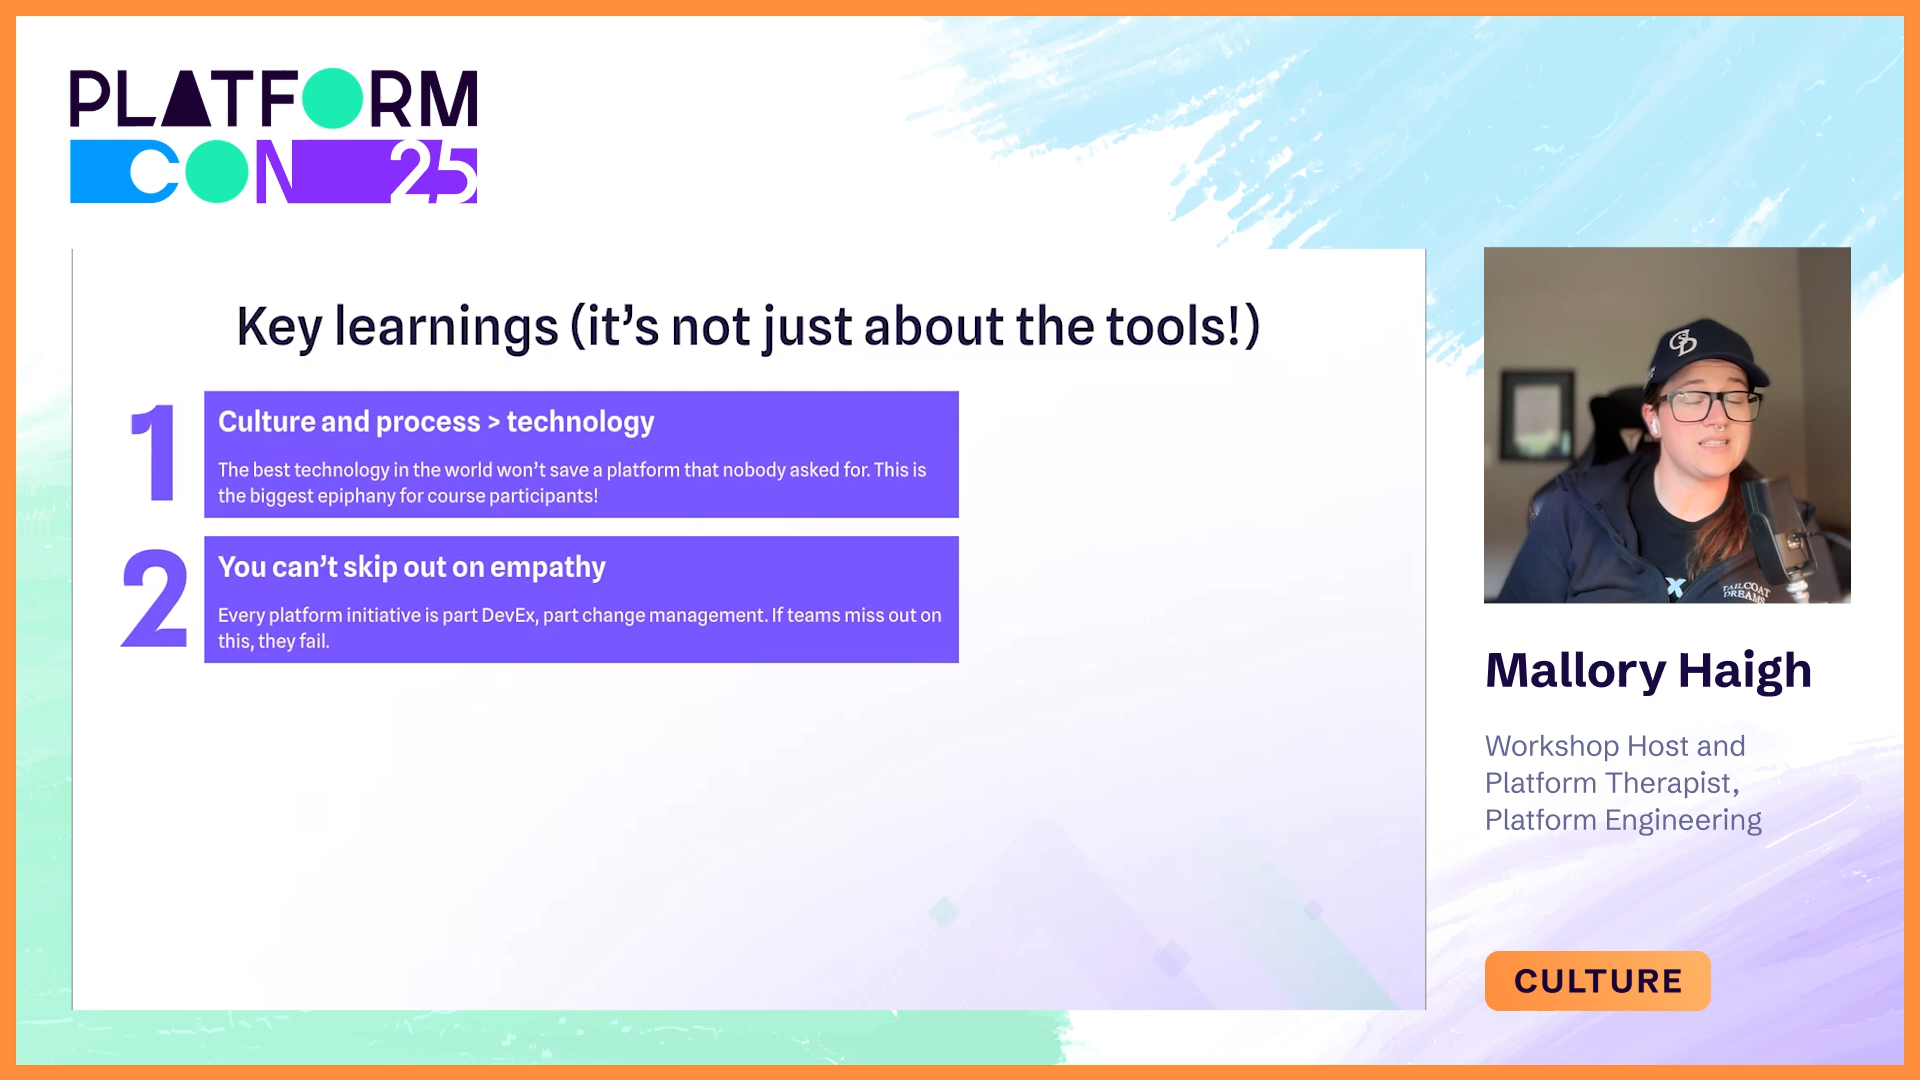 PLATFORM
CON 25
Key learnings (it’s not just about the tools!)
1
Culture and process > technology
The best technology in the world won’t save a platform that nobody asked for. This is
the biggest epiphany for course participants!
2
You can’t skip out on empathy
Every platform initiative is part DevEx, part change management. If teams miss out on
this, they fail.
TAILCOAT
DREAMS
Mallory Haigh
Workshop Host and
Platform Therapist,
Platform Engineering
CULTURE